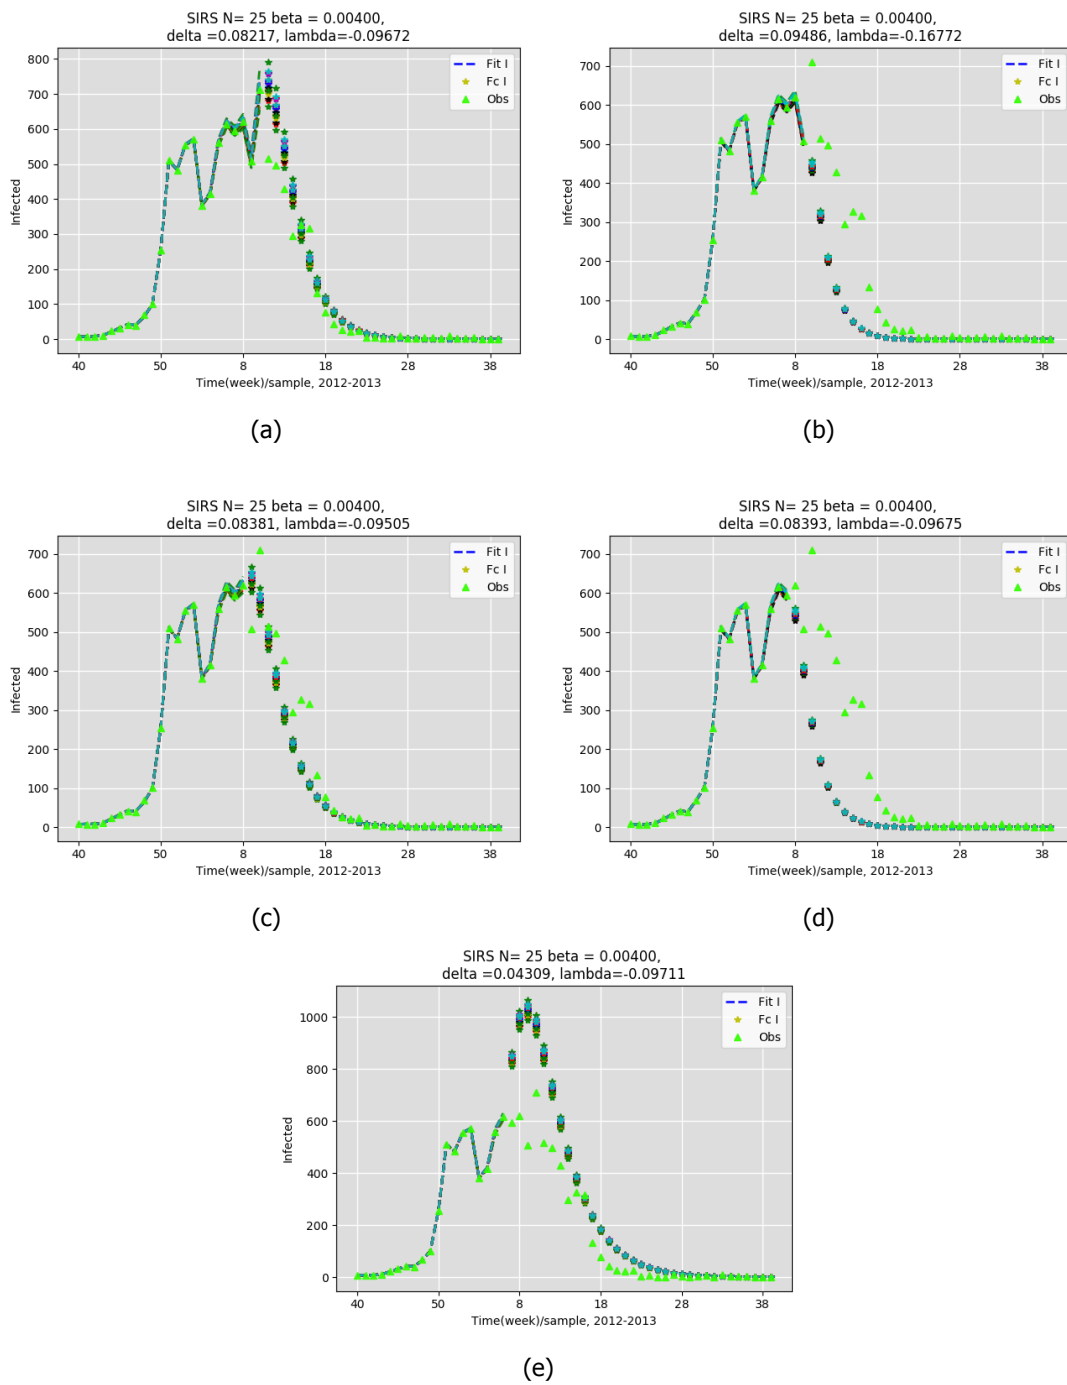 SIRS N= 25 beta = 0.00400,
delta =0.08217, lambda=-0.09672
Infected
800
700
600
500
400
300
200
100
0
Fit I
Fc I
Obs
40 50 8 18 28 38
Time(week)/sample, 2012-2013
(a)
SIRS N= 25 beta = 0.00400,
delta =0.09486, lambda=-0.16772
Infected
700
600
500
400
300
200
100
0
Fit I
Fc I
Obs
40 50 8 18 28 38
Time(week)/sample, 2012-2013
(b)
SIRS N= 25 beta = 0.00400,
delta =0.08381, lambda=-0.09505
Infected
700
600
500
400
300
200
100
0
Fit I
Fc I
Obs
40 50 8 18 28 38
Time(week)/sample, 2012-2013
(c)
SIRS N= 25 beta = 0.00400,
delta =0.08393, lambda=-0.09675
Infected
700
600
500
400
300
200
100
0
Fit I
Fc I
Obs
40 50 8 18 28 38
Time(week)/sample, 2012-2013
(d)
SIRS N= 25 beta = 0.00400,
delta =0.04309, lambda=-0.09711
Infected
1000
800
600
400
200
0
Fit I
Fc I
Obs
40 50 8 18 28 38
Time(week)/sample, 2012-2013
(e)